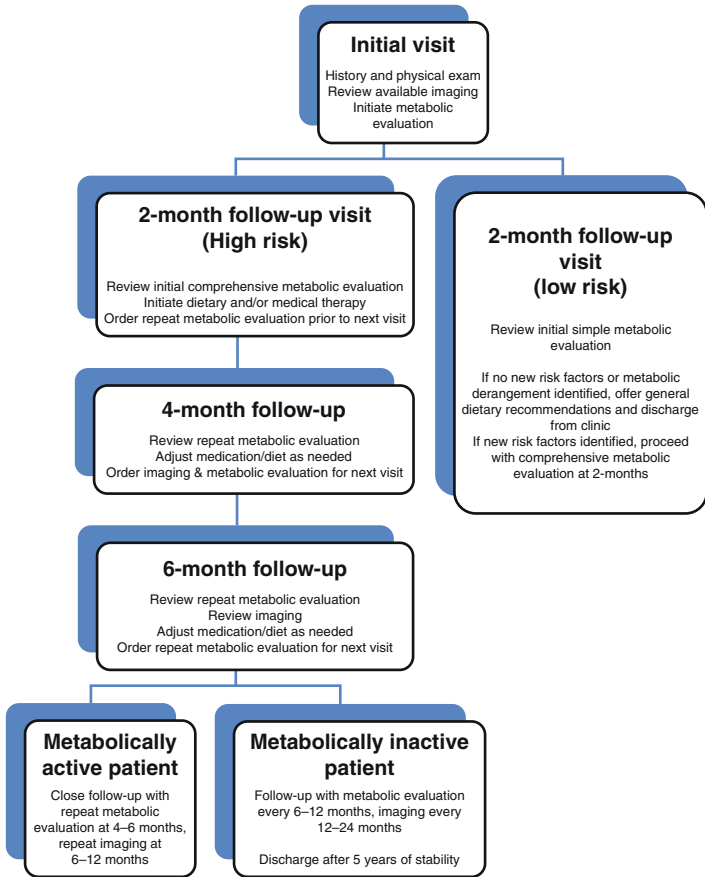 Initial visit
History and physical exam
Review available imaging
Initiate metabolic
evaluation
2-month follow-up visit
(High risk)
Review initial comprehensive metabolic evaluation
Initiate dietary and/or medical therapy
Order repeat metabolic evaluation prior to next visit
2-month follow-up
visit
(low risk)
Review initial simple metabolic
evaluation
If no new risk factors or metabolic
derangement identified, offer general
dietary recommendations and discharge
from clinic
If new risk factors identified, proceed
with comprehensive metabolic
evaluation at 2-months
4-month follow-up
Review repeat metabolic evaluation
Adjust medication/diet as needed
Order imaging & metabolic evaluation for next visit
6-month follow-up
Review repeat metabolic evaluation
Review imaging
Adjust medication/diet as needed
Order repeat metabolic evaluation for next visit
Metabolically
active patient
Close follow-up with
repeat metabolic
evaluation at 4–6 months,
repeat imaging at
6–12 months
Metabolically inactive
patient
Follow-up with metabolic evaluation
every 6–12 months, imaging every
12–24 months
Discharge after 5 years of stability